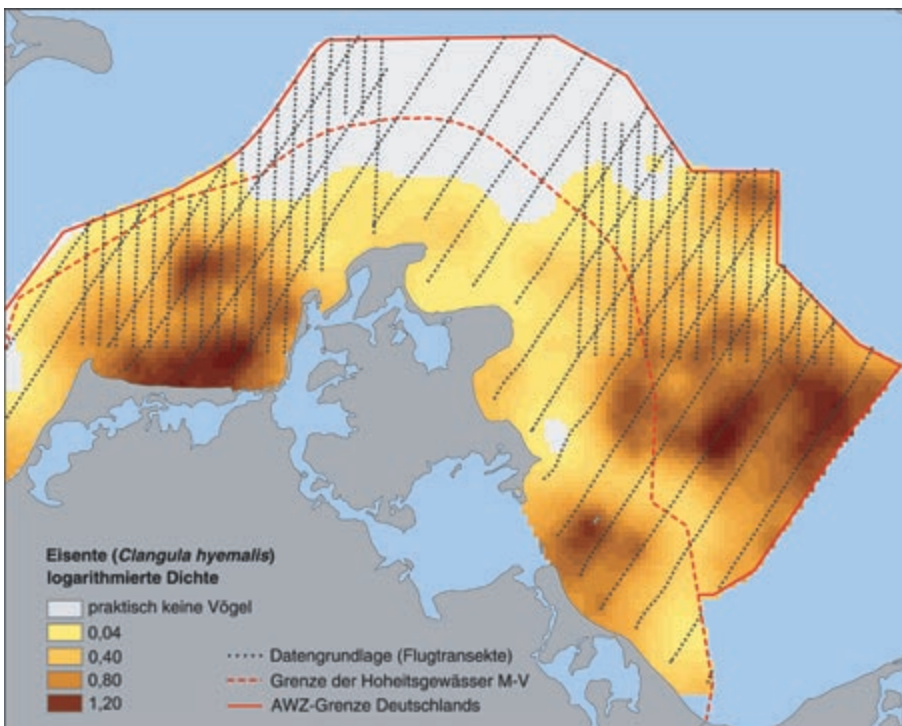 Eisente (Clangula hyemalis)
logarithmierte Dichte
praktisch keine Vögel
0,04
0,40
0,80
1,20
Datengrundlage (Flugtransekte)
Grenze der Hoheitsgewässer M-V
AWZ-Grenze Deutschlands